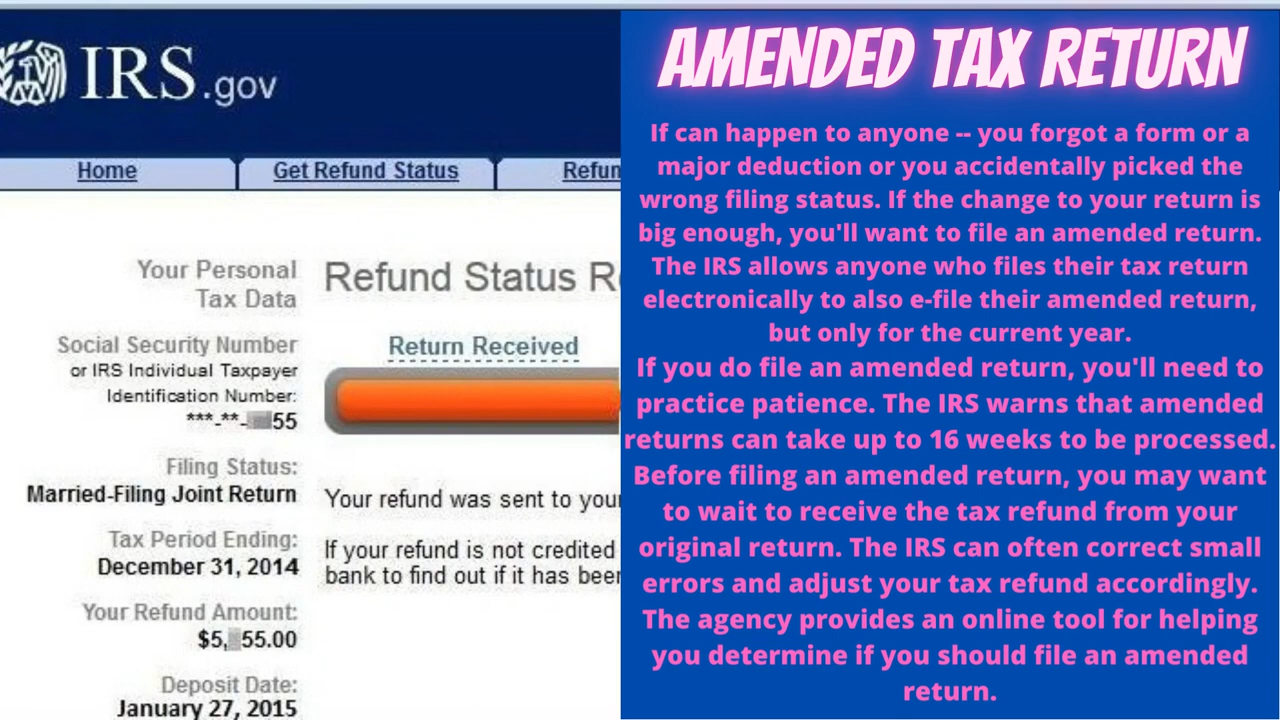 IRS.gov
Home
Get Refund Status
Refun
Your Personal
Tax Data
Social Security Number
or IRS Individual Taxpayer
Identification Number:
***-**-55
Filing Status:
Married-Filing Joint Return
Tax Period Ending:
December 31, 2014
Your Refund Amount:
$5, 55.00
Deposit Date:
January 27, 2015
Refund Status R
Return Received
Your refund was sent to your
If your refund is not credited
bank to find out if it has been
AMENDED TAX RETURN
If can happen to anyone -- you forgot a form or a
major deduction or you accidentally picked the
wrong filing status. If the change to your return is
big enough, you'll want to file an amended return.
The IRS allows anyone who files their tax return
electronically to also e-file their amended return,
but only for the current year.
If you do file an amended return, you'll need to
practice patience. The IRS warns that amended
returns can take up to 16 weeks to be processed.
Before filing an amended return, you may want
to wait to receive the tax refund from your
original return. The IRS can often correct small
errors and adjust your tax refund accordingly.
The agency provides an online tool for helping
you determine if you should file an amended
return.